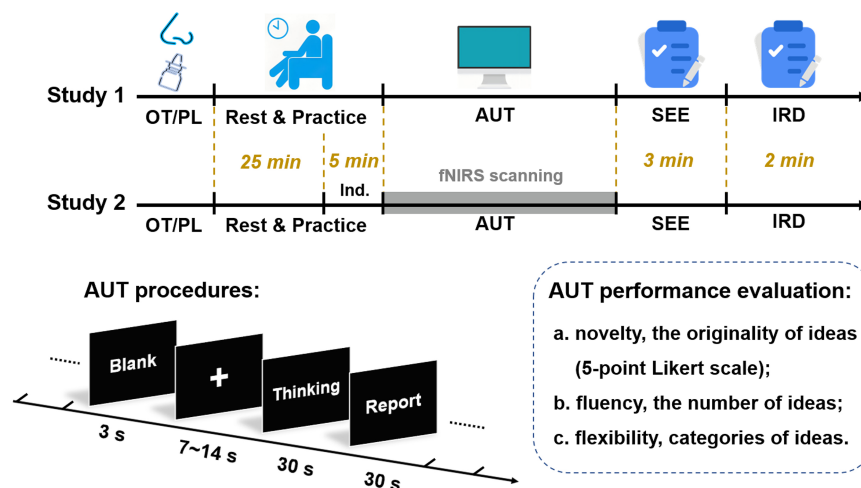 Study 1
OT/PL
Rest & Practice
AUT
SEE
IRD
25 min
5 min
fNIRS scanning
3 min
2 min
Ind.
Study 2
OT/PL
Rest & Practice
AUT
SEE
IRD
AUT procedures:
Blank
+
Thinking
Report
3 s
7~14 s
30 s
30 s
AUT performance evaluation:
a. novelty, the originality of ideas
(5-point Likert scale);
b. fluency, the number of ideas;
c. flexibility, categories of ideas.